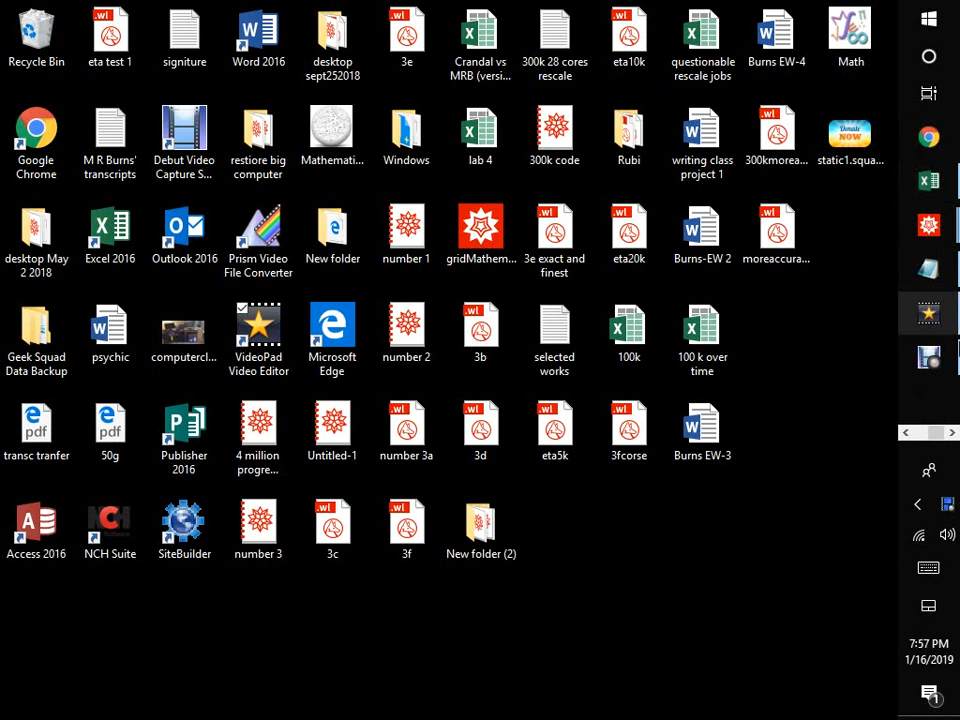 Recycle Bin
eta test 1
signiture
Word 2016
desktop
sept252018
3e
Crandal vs
MRB (versi...
300k 28 cores
rescale
eta10k
questionable
rescale jobs
Burns EW-4
Math
Google
Chrome
M R Burns'
transcripts
Debut Video
Capture S...
restiore big
computer
Mathemati...
Windows
lab 4
300k code
Rubi
writing class
project 1
300kmorea...
Donate
NOW
static1.squa...
desktop May
2 2018
Excel 2016
Outlook 2016
Prism Video
File Converter
New folder
number 1
gridMathem...
3e exact and
finest
eta20k
Burns-EW 2
moreaccura...
Geek Squad
Data Backup
psychic
computercl...
VideoPad
Video Editor
Microsoft
Edge
number 2
3b
selected
works
100k
100 k over
time
transc tranfer
50g
Publisher
2016
4 million
progre...
Untitled-1
number 3a
3d
eta5k
3fcorse
Burns EW-3
Access 2016
NCH Suite
SiteBuilder
number 3
3c
3f
New folder (2)
7:57 PM
1/16/2019
1